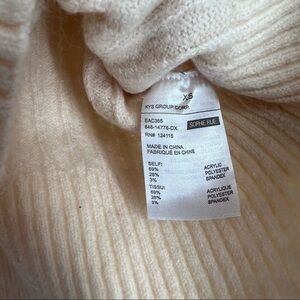 XS
KYS GROUP CORP.
EAC365
648-14776-DX
SOPHIE RUE
RN# 124115
MADE IN CHINA
FABRIQUÉ EN CHINE
SELF:
69% ACRYLIC
28% POLYESTER
3% SPANDEX
TISSU:
69% ACRYLIQUE
28% POLYESTER
3% SPANDEX